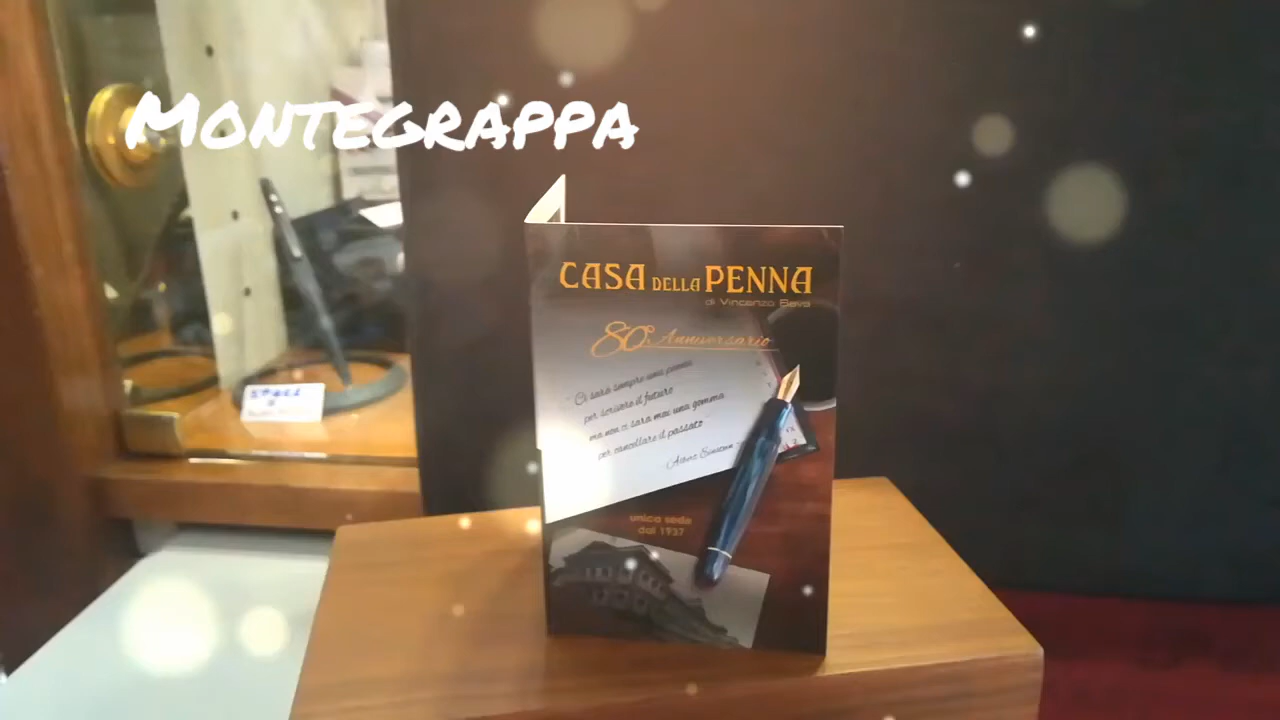 Montegrappa
CASA DELLA PENNA
di Vincenzo Elevo
80° Anniversario
"Ci sarà sempre una penna
per scrivere il futuro
ma non ci sarà mai una gomma
per cancellare il passato"
unica sede
dal 1937